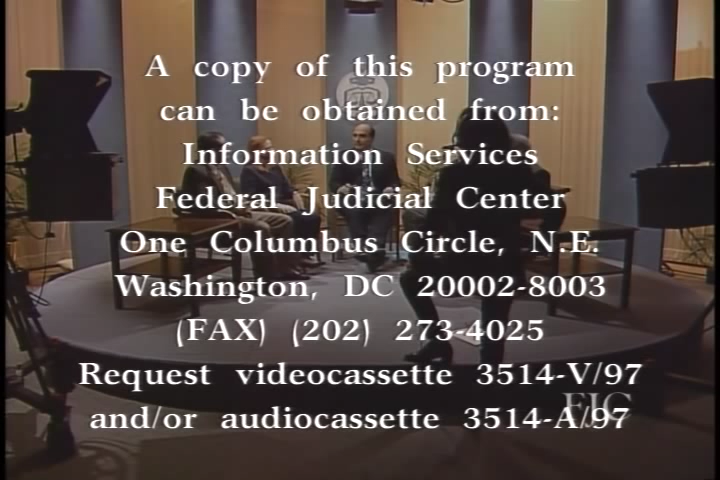 A copy of this program
can be obtained from:
Information Services
Federal Judicial Center
One Columbus Circle, N.E.
Washington, DC 20002-8003
(FAX) (202) 273-4025
Request videocassette 3514-V/97
and/or audiocassette 3514-A/97
FJC